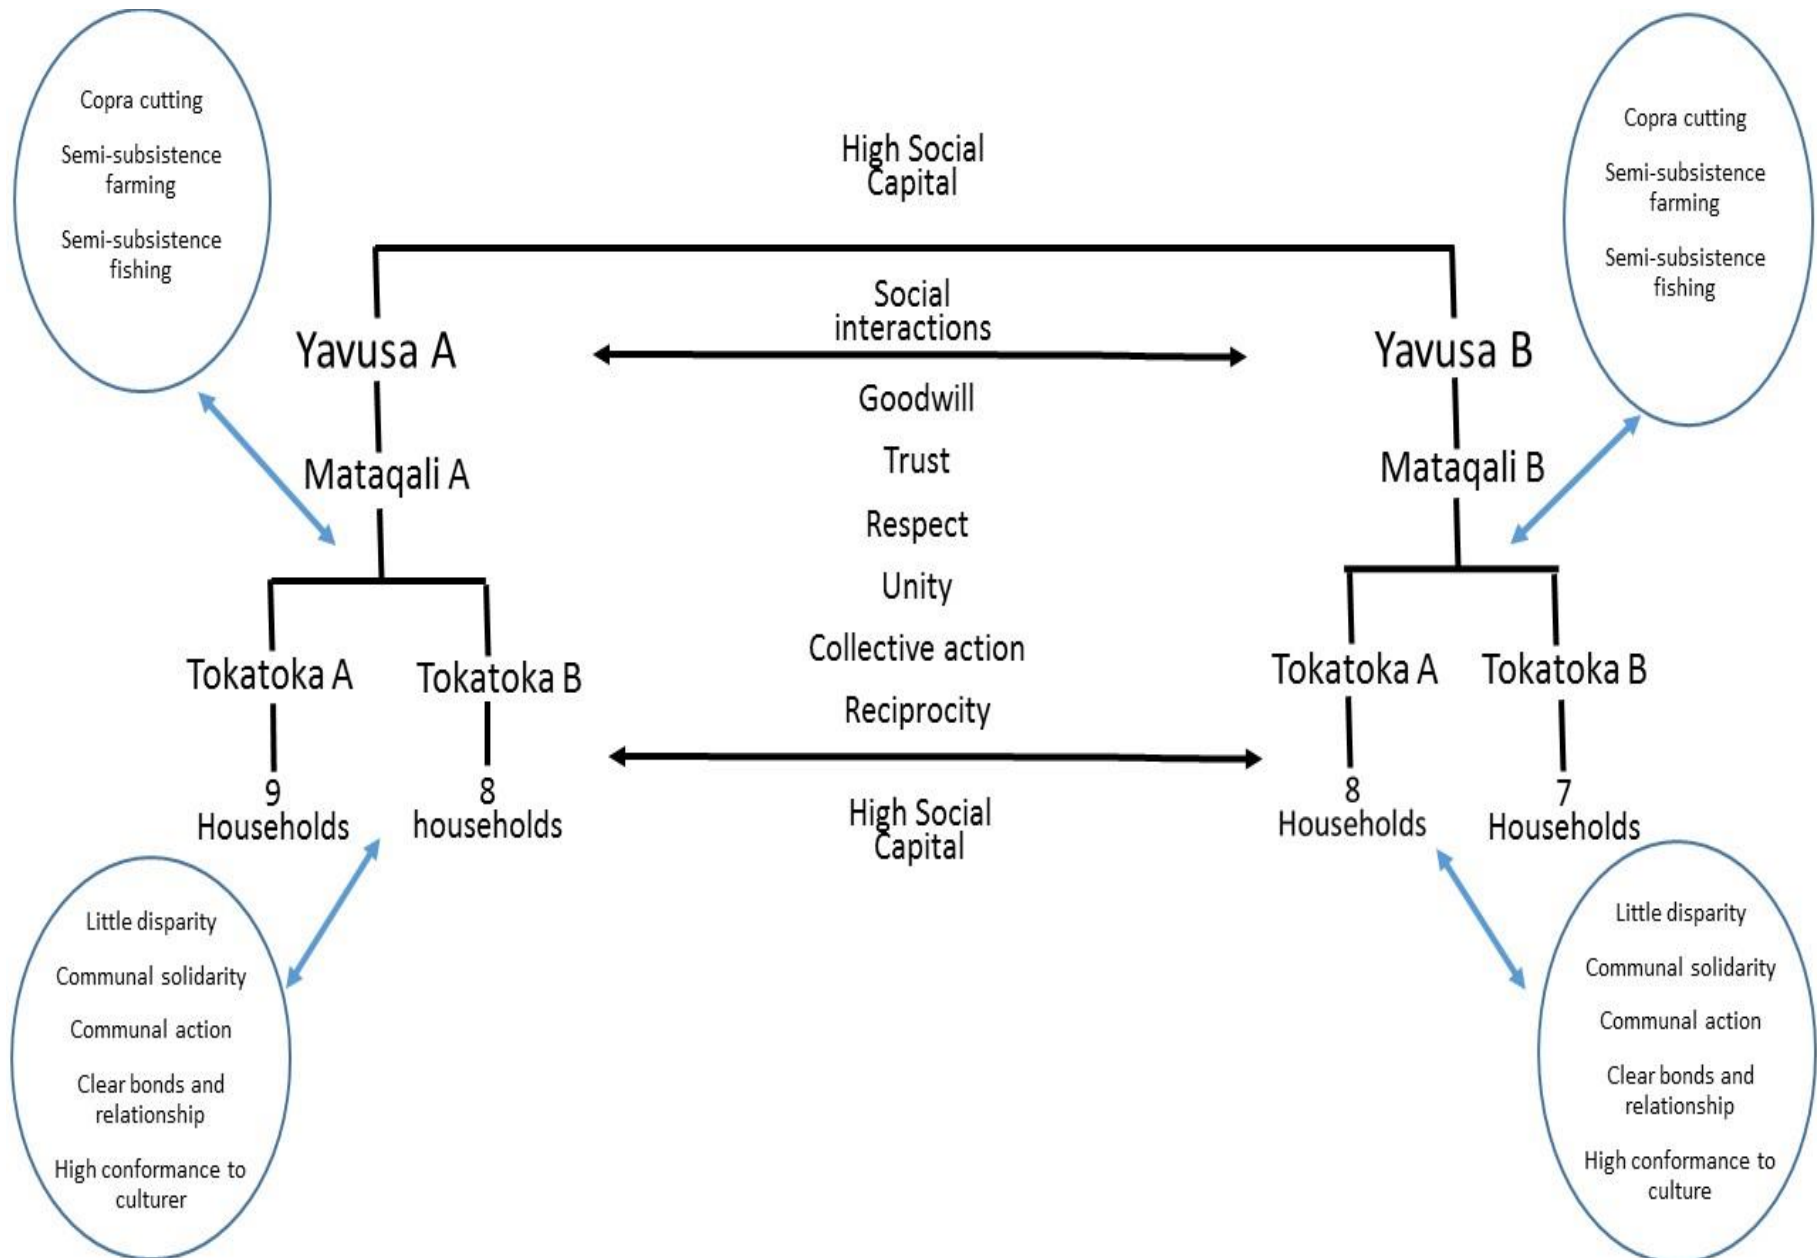 Copra cutting
Semi-subsistence
farming
Semi-subsistence
fishing
High Social
Capital
Copra cutting
Semi-subsistence
farming
Semi-subsistence
fishing
Social
interactions
Yavusa A
Yavusa B
Goodwill
Trust
Respect
Unity
Collective action
Reciprocity
Mataqali A
Mataqali B
Tokatoka A
Tokatoka B
Tokatoka A
Tokatoka B
9
Households
8
households
High Social
Capital
8
Households
7
Households
Little disparity
Communal solidarity
Communal action
Clear bonds and
relationship
High conformance to
culturer
Little disparity
Communal solidarity
Communal action
Clear bonds and
relationship
High conformance to
culture